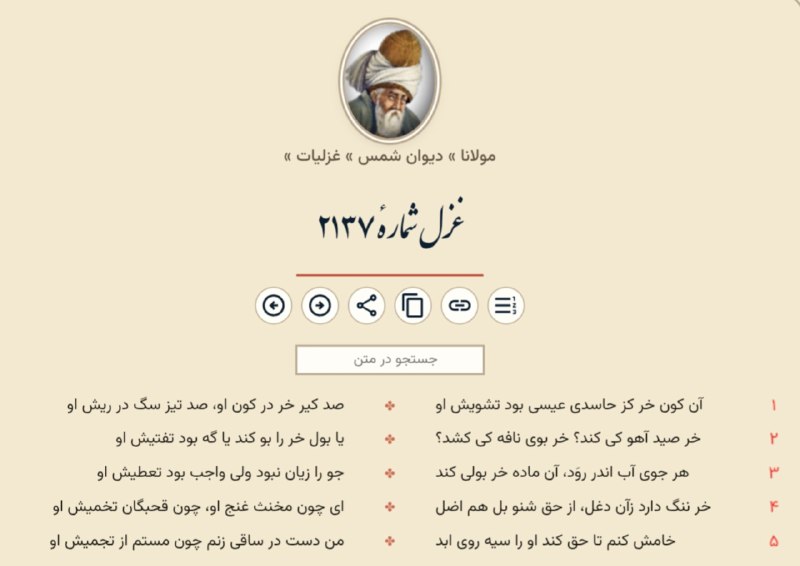 مولانا » دیوان شمس » غزلیات »
غزل شمارهٔ ۲۱۳۷
جستجو در متن
۱ آن کون خر کز حاسدی عیسی بود تشویش او صد کیر خر در کون او، صد تیز سگ در ریش او
۲ خر صید آهو کی کند؟ خر بوی نافه کی کشد؟ یا بول خر را بو کند یا گه بود تفتیش او
۳ هر جوی آب اندر روَد، آن ماده خر بولی کند جو را زیان نبود ولی واجب بود تعطیش او
۴ خر ننگ دارد زآن دغل، از حق شنو بل هم اضل ای چون مخنث غنج او، چون قحبگان تخمیش او
۵ خامش کنم تا حق کند او را سیه روی ابد من دست در ساقی زنم چون مستم از تجمیش او